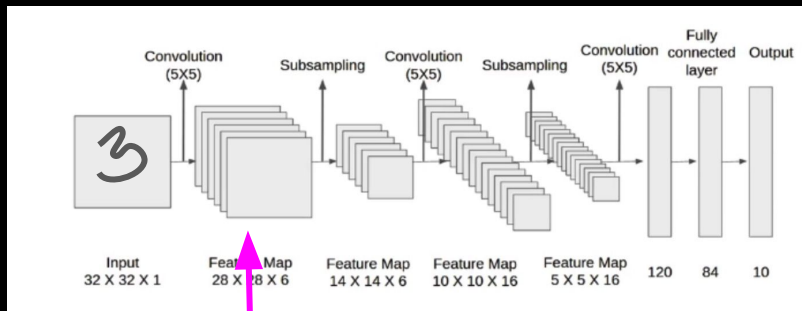 Convolution
(5X5)
Subsampling
Convolution
(5X5)
Subsampling
Convolution
(5X5)
Fully
connected
layer
Output
3
Input
32 X 32 X 1
Feature Map
28 X 28 X 6
Feature Map
14 X 14 X 6
Feature Map
10 X 10 X 16
Feature Map
5 X 5 X 16
120
84
10